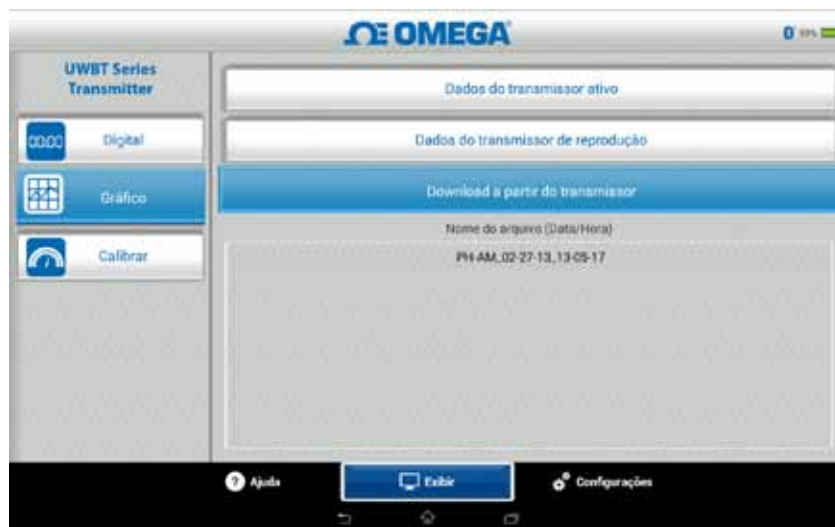 OMEGA
UWBT Series
Transmitter
Digital
Gráfico
Calibrar
Dados do transmissor ativo
Dados do transmissor de reprodução
Download a partir do transmissor
Nome do arquivo (Data/Hora)
PH-AM_02-27-13_13-05-17
Ajuda
Exibir
Configurações